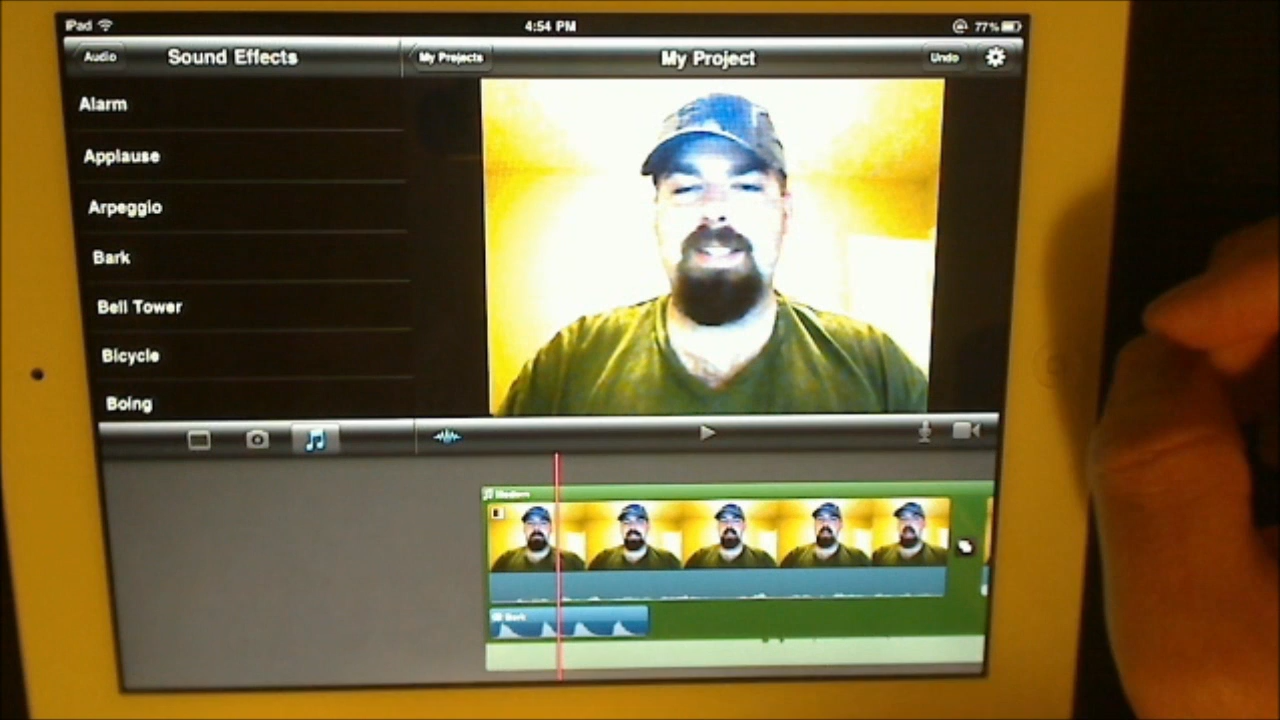 iPad
4:54 PM
77%
Audio
Sound Effects
My Projects
My Project
Undo
Alarm
Applause
Arpeggio
Bark
Bell Tower
Bicycle
Boing
Modern
Bark